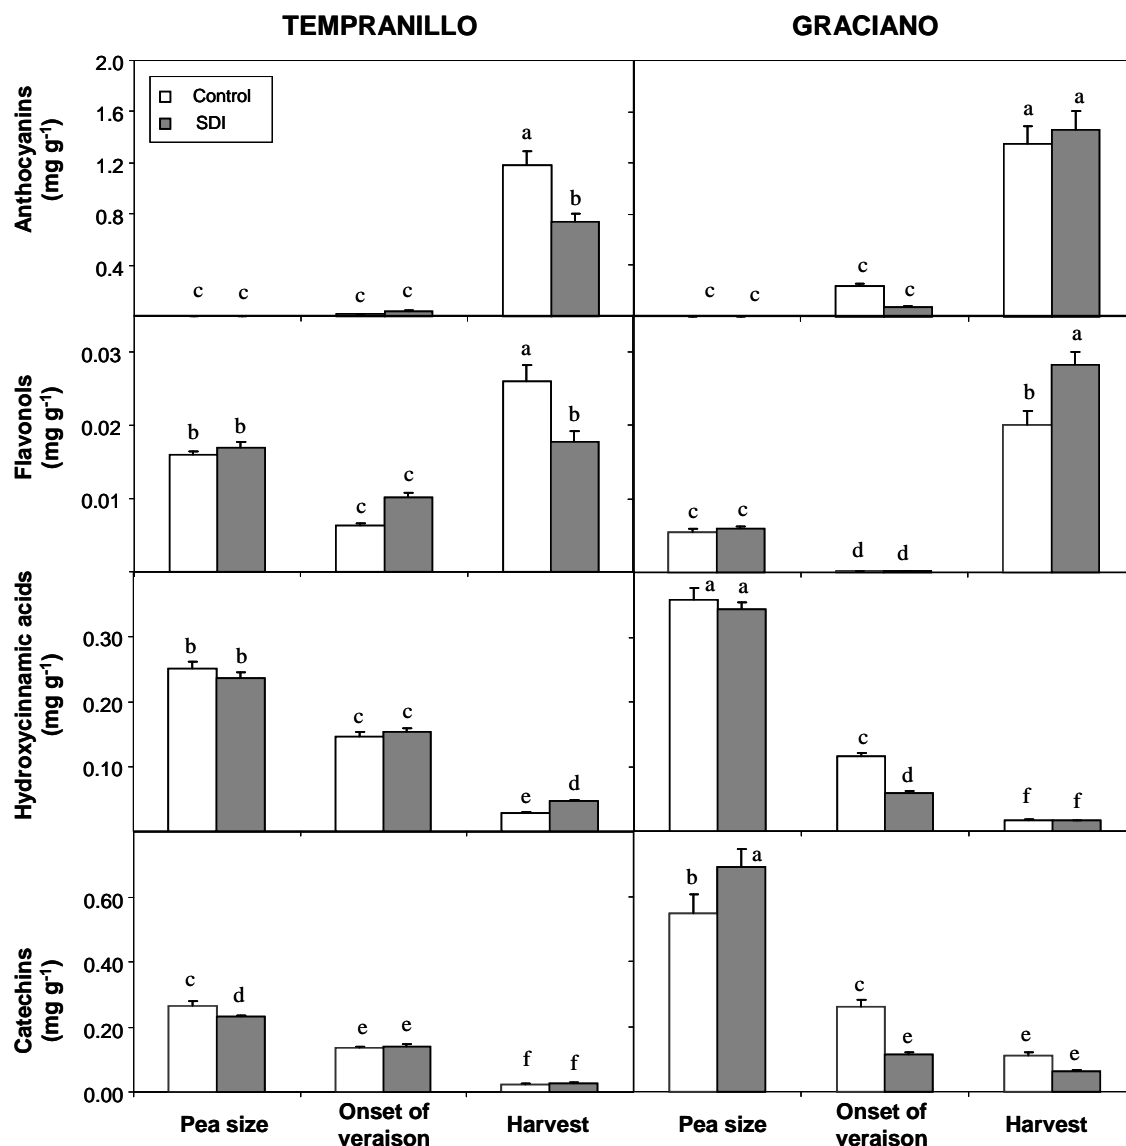 TEMPRANILLO GRACIANO
Anthocyanins
(mg g-1)
2.0
1.6
1.2
0.8
0.4
Control
SDI
c c c c a b
c c c c a a
Flavonols
(mg g-1)
0.03
0.02
0.01
b b c c a b
c c d d b a
Hydroxycinnamic acids
(mg g-1)
0.30
0.20
0.10
b b c c e d
a a c d f f
Catechins
(mg g-1)
0.60
0.40
0.20
0.00
c d e e f f
b a c e e e
Pea size Onset of veraison Harvest Pea size Onset of veraison Harvest